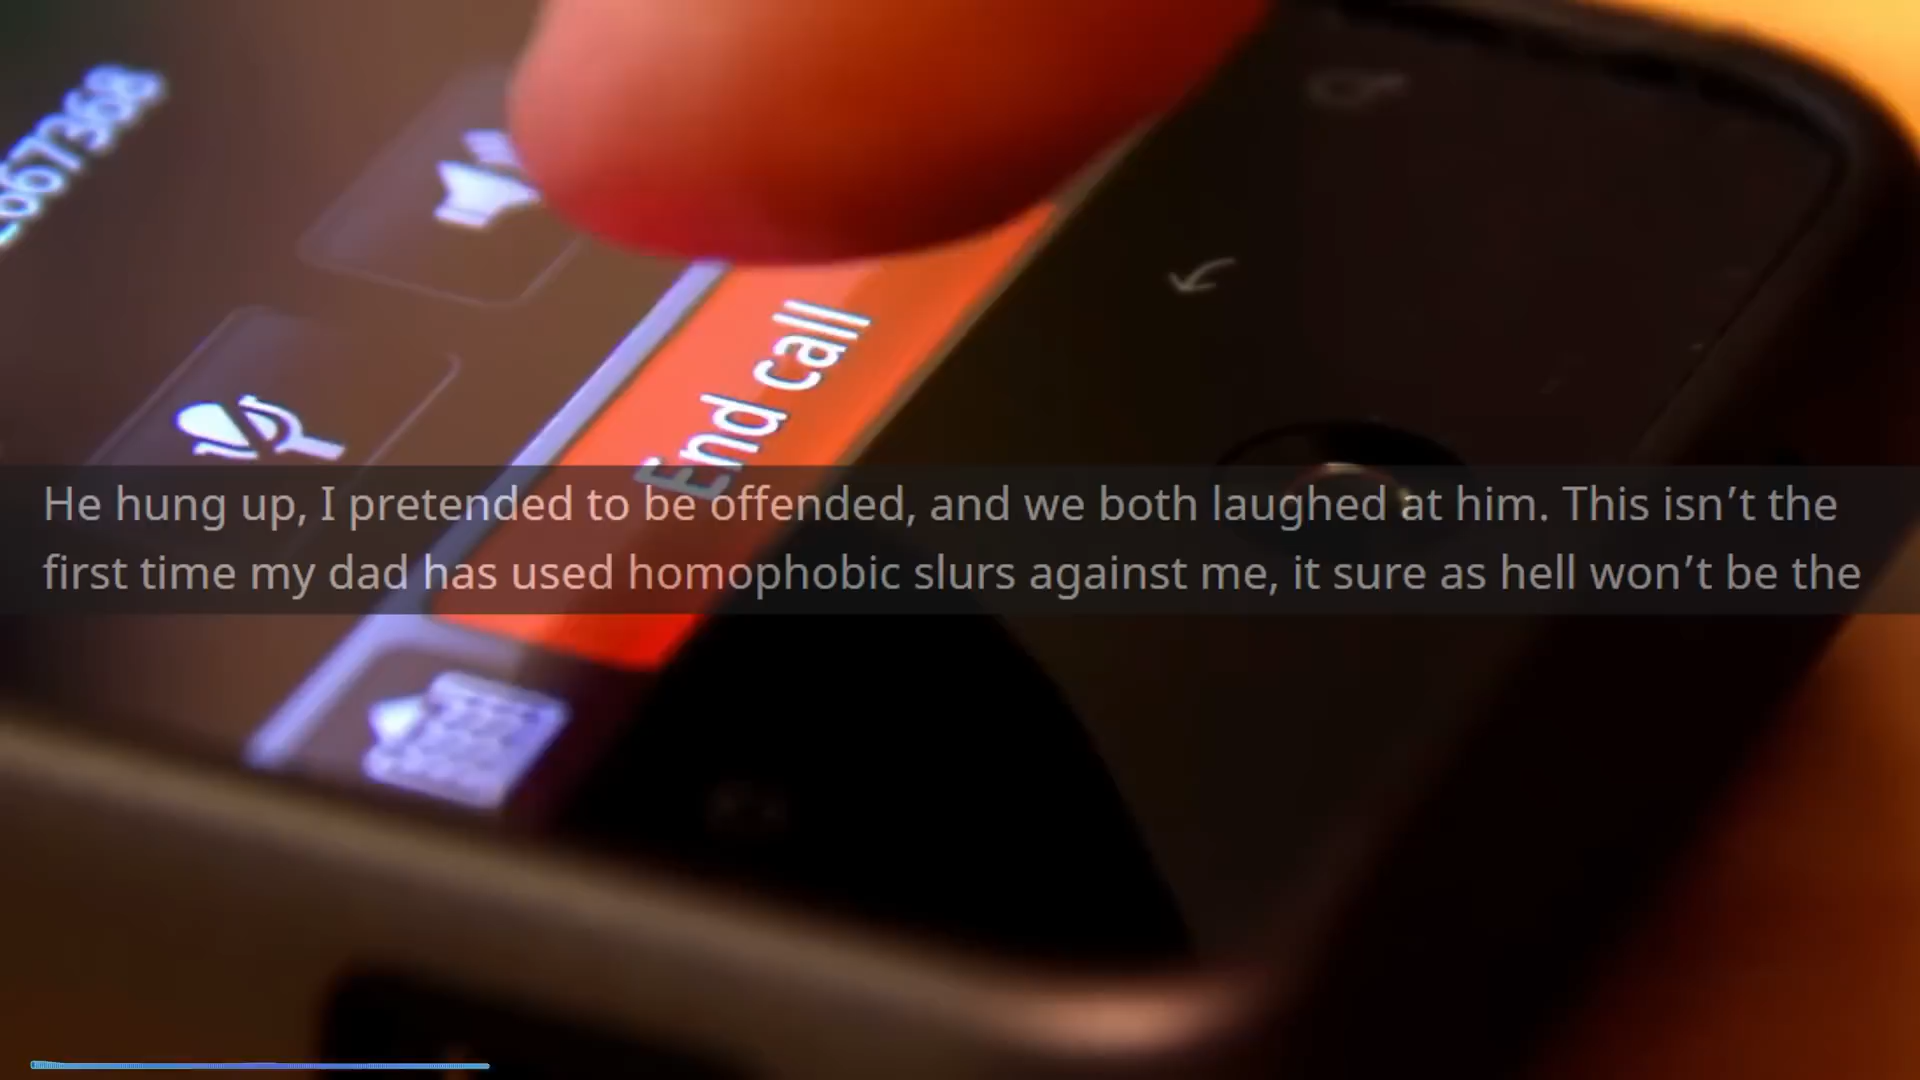 667368
End call
He hung up, I pretended to be offended, and we both laughed at him. This isn’t the
first time my dad has used homophobic slurs against me, it sure as hell won’t be the